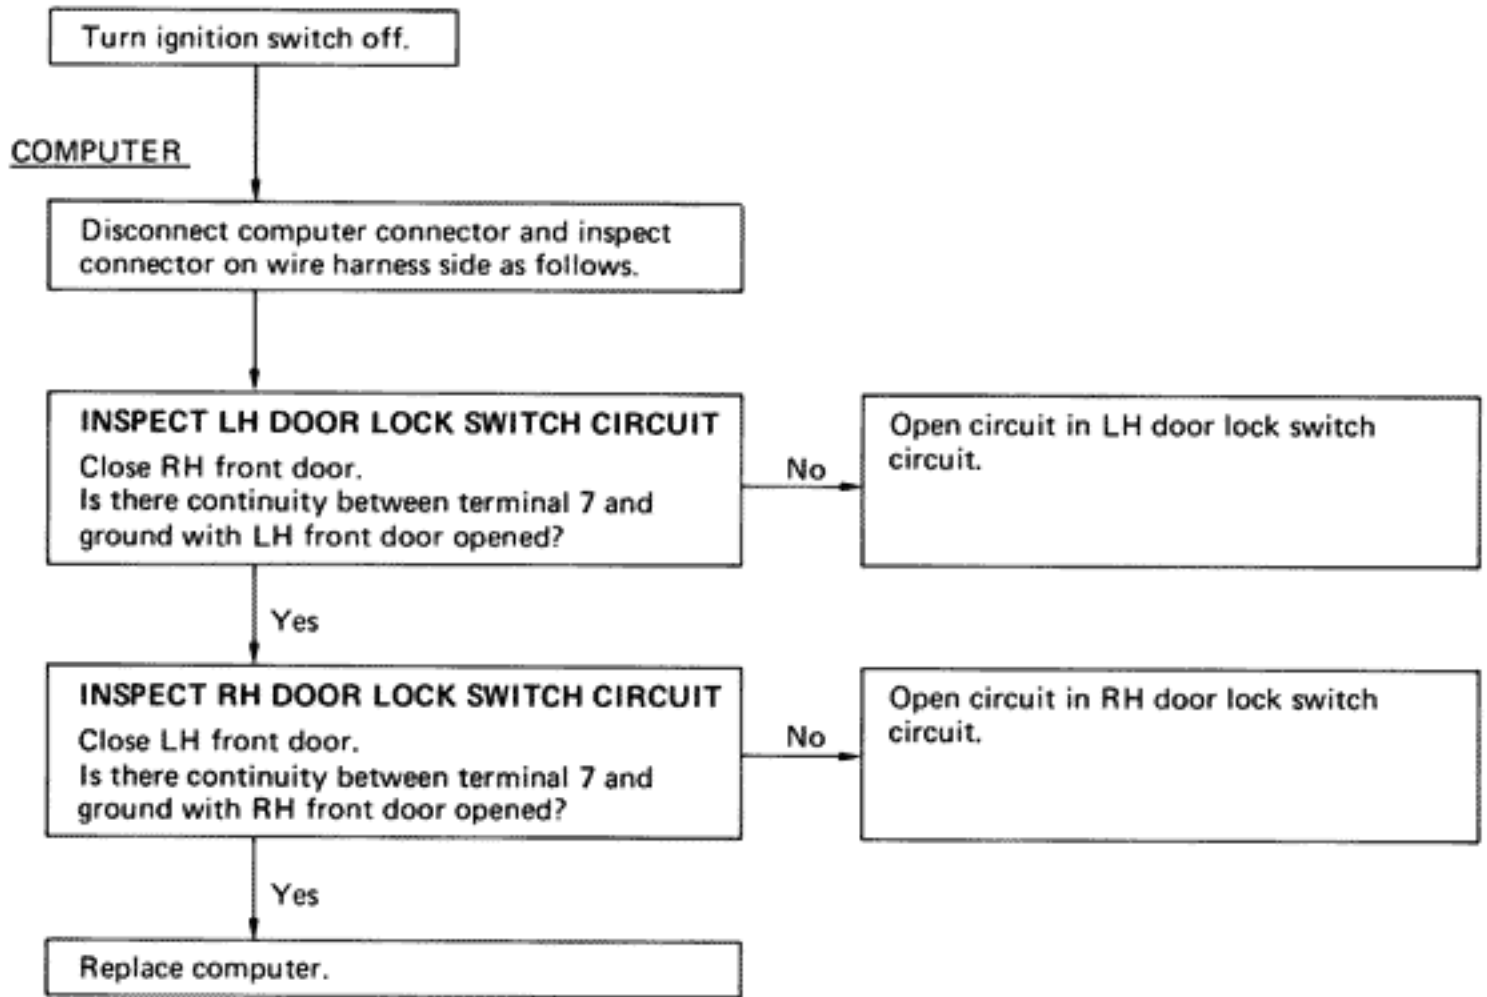 Turn ignition switch off.
COMPUTER
Disconnect computer connector and inspect
connector on wire harness side as follows.
INSPECT LH DOOR LOCK SWITCH CIRCUIT
Close RH front door.
Is there continuity between terminal 7 and
ground with LH front door opened?
No
Open circuit in LH door lock switch
circuit.
Yes
INSPECT RH DOOR LOCK SWITCH CIRCUIT
Close LH front door.
Is there continuity between terminal 7 and
ground with RH front door opened?
No
Open circuit in RH door lock switch
circuit.
Yes
Replace computer.